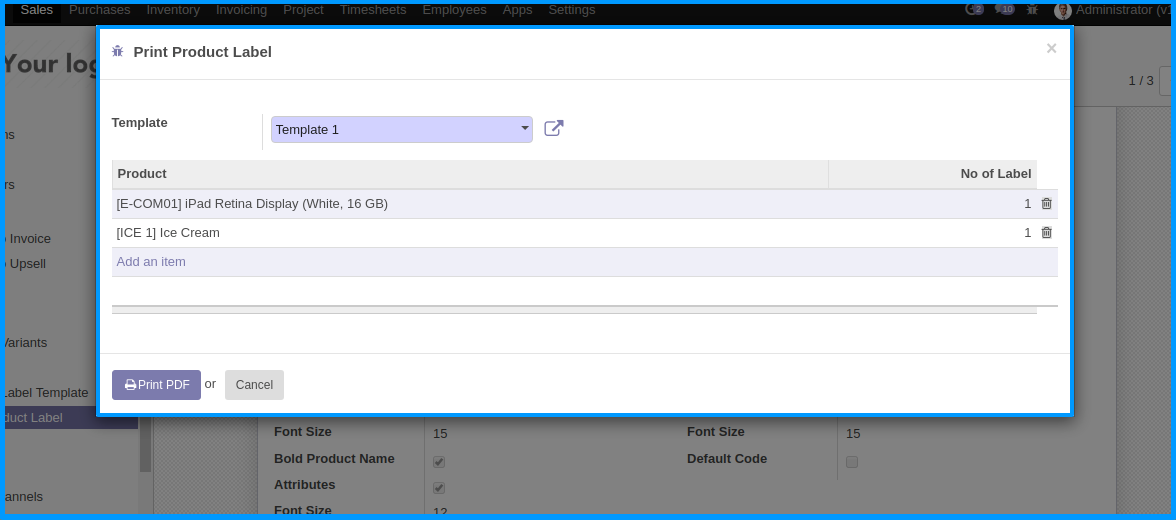 Sales Purchases Inventory Invoicing Project Timesheets Employees Apps Settings 2 10 Administrator (v1
Your log
Print Product Label ×
1 / 3
Template Template 1
ns
Product No of Label
rs
[E-COM01] iPad Retina Display (White, 16 GB) 1
[ICE 1] Ice Cream 1
Invoice
Add an item
Upsell
Variants
Print PDF or Cancel
Label Template
duct Label
Font Size 15 Font Size 15
Bold Product Name Default Code
Attributes
annels
Font Size 12